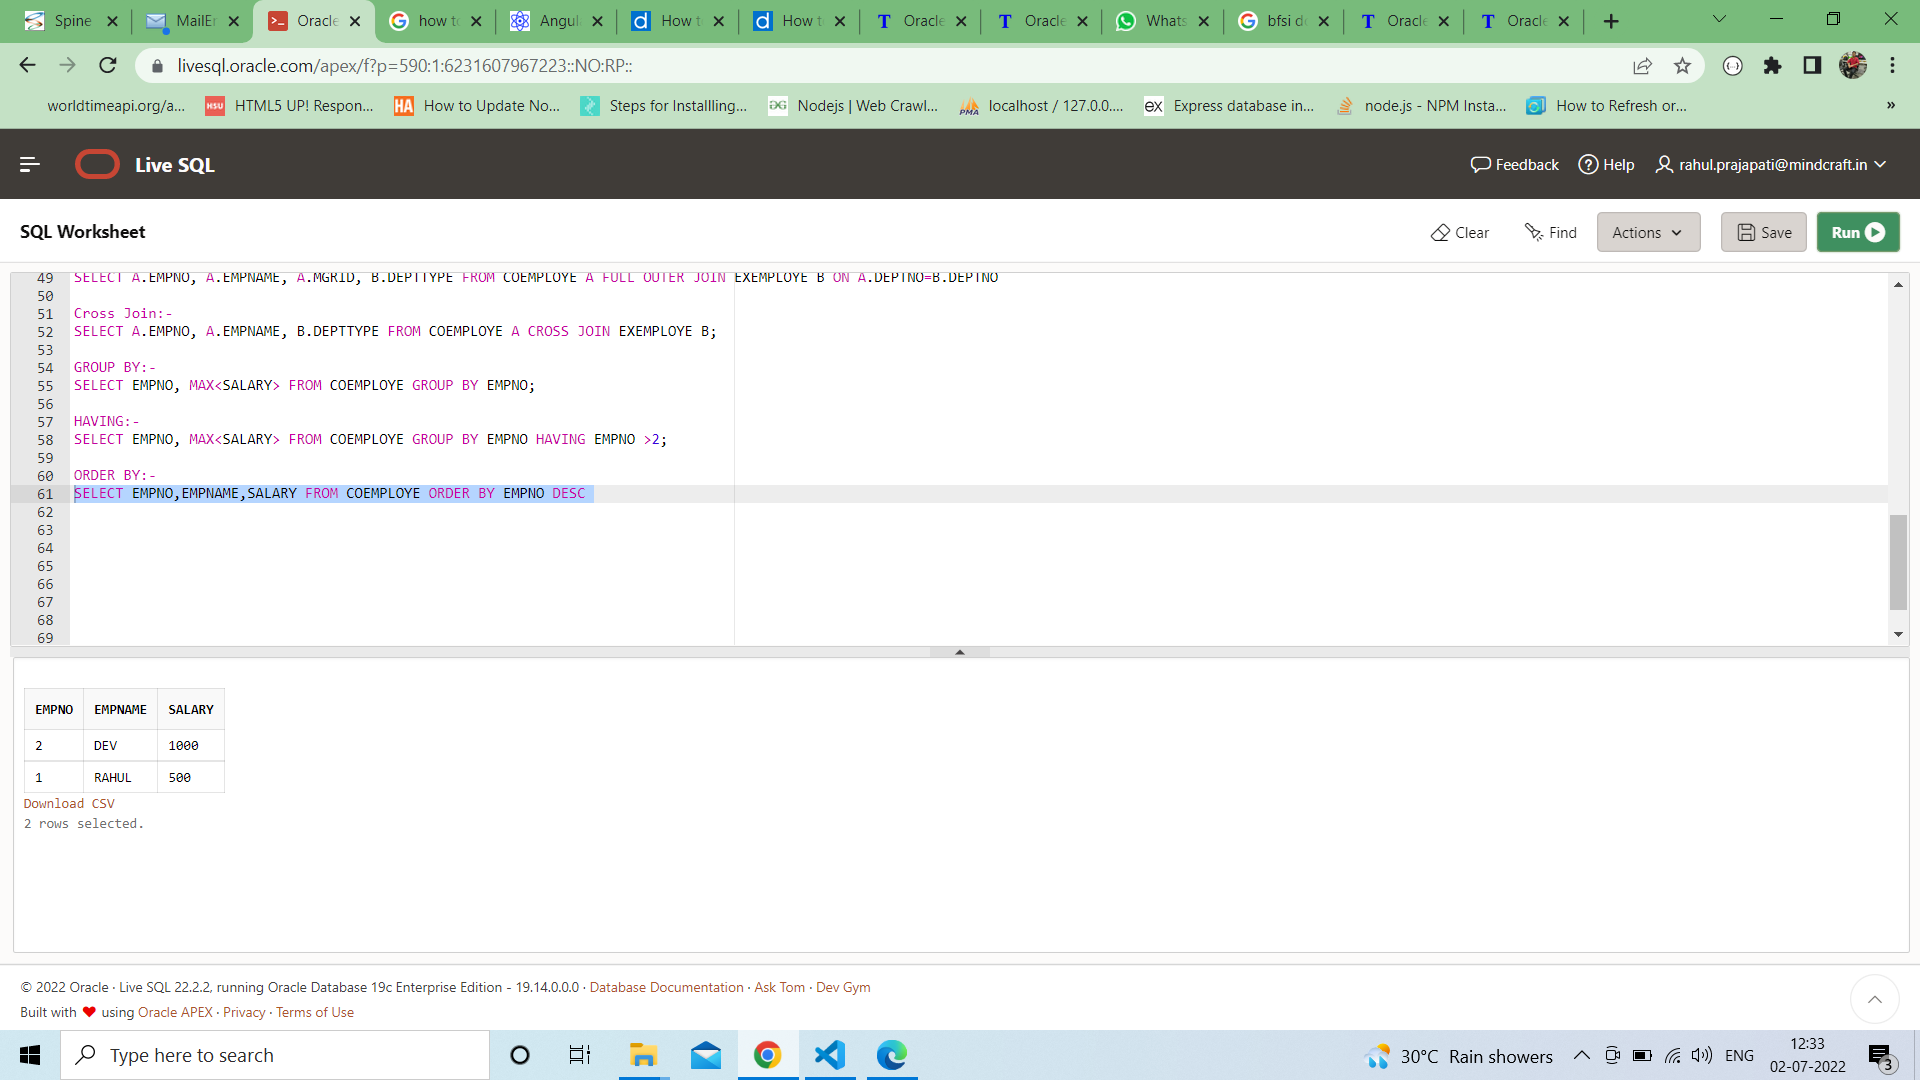 Spine
MailEr
Oracle
how to
Angul
How t
How t
Oracle
Oracle
Whats
bfsi d
Oracle
Oracle
livesql.oracle.com/apex/f?p=590:1:6231607967223::NO:RP::
worldtimeapi.org/a...
HTML5 UP! Respon...
How to Update No...
Steps for Installling...
Nodejs | Web Crawl...
localhost / 127.0.0....
Express database in...
node.js - NPM Insta...
How to Refresh or...
»
Live SQL
Feedback
Help
rahul.prajapati@mindcraft.in
SQL Worksheet
Clear
Find
Actions
Save
Run
49 SELECT A.EMPNO, A.EMPNAME, A.MGRID, B.DEPTTYPE FROM COEMPLOYE A FULL OUTER JOIN EXEMPLOYE B ON A.DEPTNO=B.DEPTNO
50
51 Cross Join:-
52 SELECT A.EMPNO, A.EMPNAME, B.DEPTTYPE FROM COEMPLOYE A CROSS JOIN EXEMPLOYE B;
53
54 GROUP BY:-
55 SELECT EMPNO, MAX<SALARY> FROM COEMPLOYE GROUP BY EMPNO;
56
57 HAVING:-
58 SELECT EMPNO, MAX<SALARY> FROM COEMPLOYE GROUP BY EMPNO HAVING EMPNO >2;
59
60 ORDER BY:-
61 SELECT EMPNO,EMPNAME,SALARY FROM COEMPLOYE ORDER BY EMPNO DESC
62
63
64
65
66
67
68
69
EMPNO EMPNAME SALARY
2 DEV 1000
1 RAHUL 500
Download CSV
2 rows selected.
© 2022 Oracle · Live SQL 22.2.2, running Oracle Database 19c Enterprise Edition - 19.14.0.0.0 · Database Documentation · Ask Tom · Dev Gym
Built with ❤ using Oracle APEX · Privacy · Terms of Use
Type here to search
30°C Rain showers
ENG
12:33
02-07-2022
3